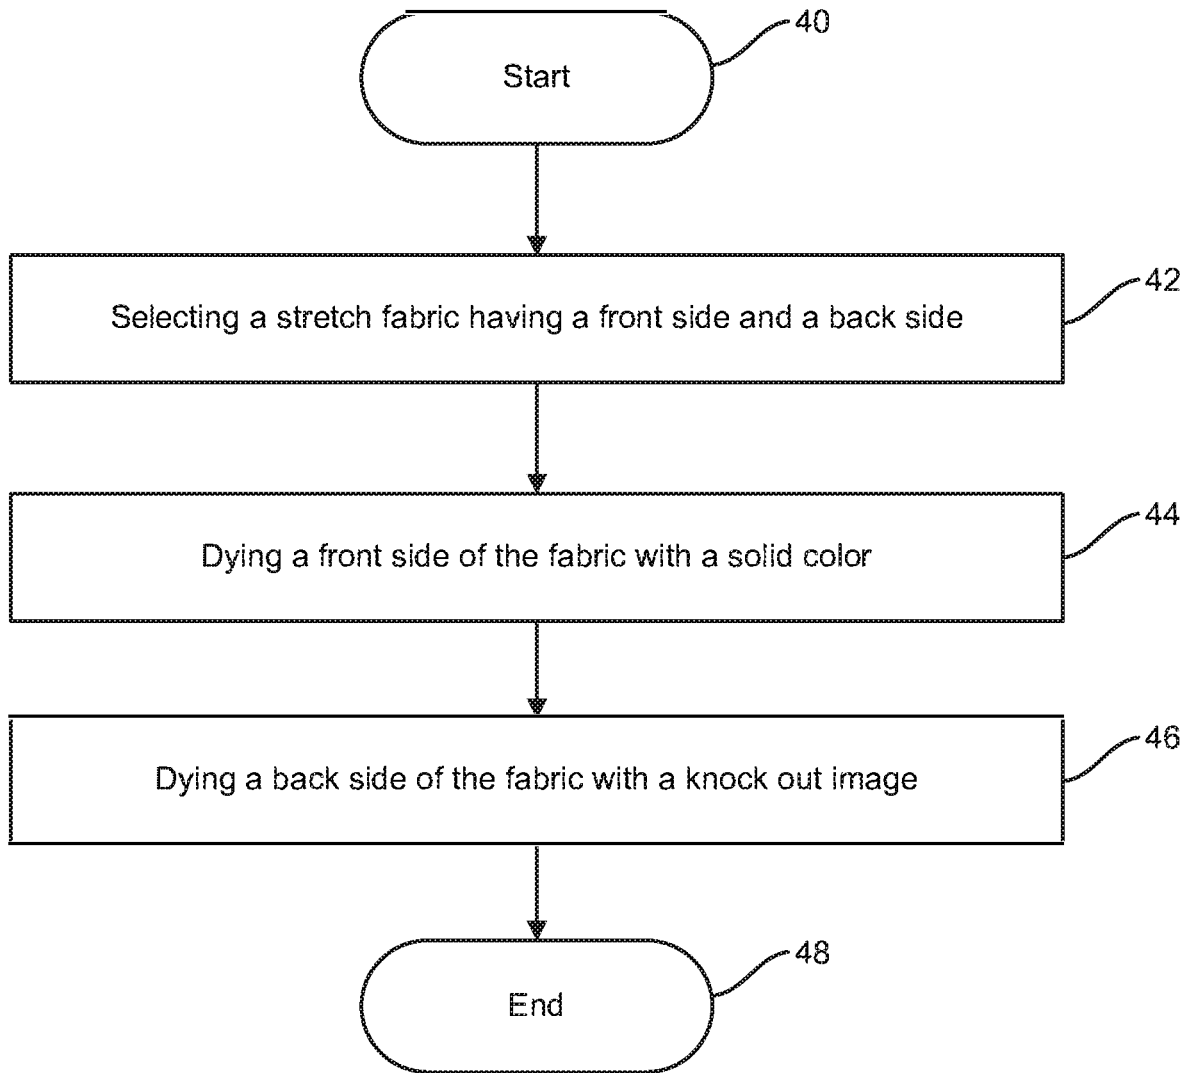 40
Start
42
Selecting a stretch fabric having a front side and a back side
44
Dying a front side of the fabric with a solid color
46
Dying a back side of the fabric with a knock out image
48
End